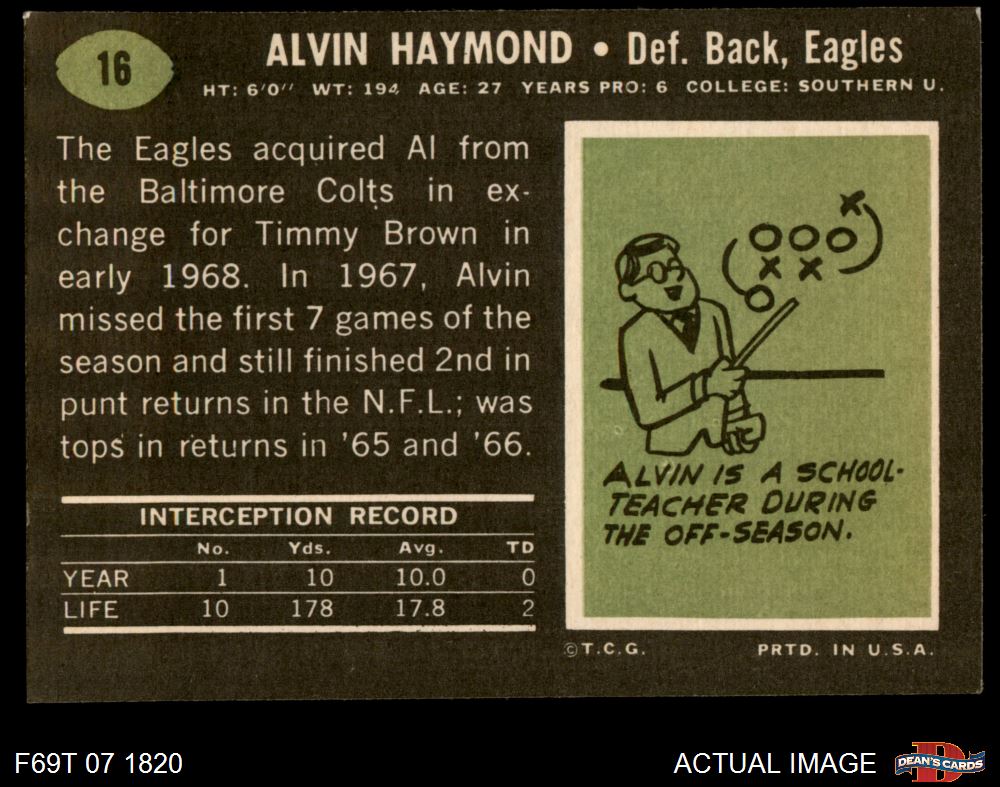 16
ALVIN HAYMOND • Def. Back, Eagles
HT: 6'0" WT: 194 AGE: 27 YEARS PRO: 6 COLLEGE: SOUTHERN U.
The Eagles acquired Al from
the Baltimore Colts in ex-
change for Timmy Brown in
early 1968. In 1967, Alvin
missed the first 7 games of the
season and still finished 2nd in
punt returns in the N.F.L.; was
tops in returns in '65 and '66.
INTERCEPTION RECORD
No. Yds. Avg. TD
YEAR 1 10 10.0 0
LIFE 10 178 17.8 2
ALVIN IS A SCHOOL-
TEACHER DURING
THE OFF-SEASON.
©T.C.G. PRTD. IN U.S.A.
F69T 07 1820
ACTUAL IMAGE
DEAN'S CARDS